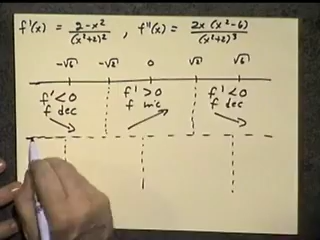 f'(x) = 2-x²/(x²+2)² , f''(x) = 2x(x²-6)/(x²+2)³
-√6 -√2 0 √2 √6
f' < 0 f' > 0 f' < 0
f dec f inc f dec